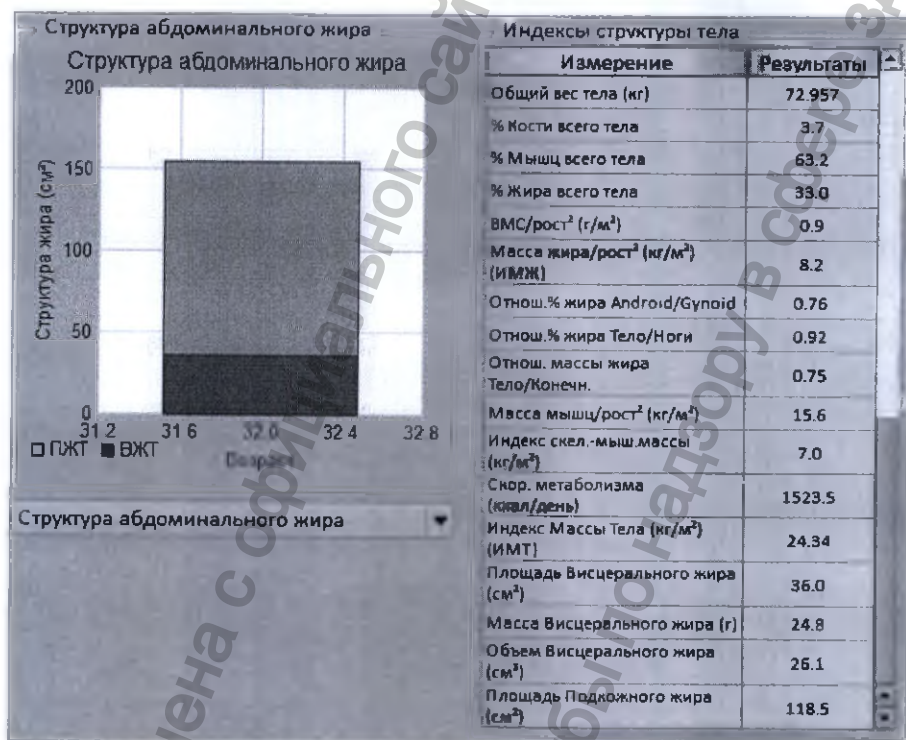 Структура абдоминального жира
Структура абдоминального жира
Структура жира (см²)
200
150
100
50
0
31 2 31 6 32.0 32 4 32 8
Возраст
ПЖТ ВЖТ
Структура абдоминального жира
Индексы структуры тела
Измерение Результаты
Общий вес тела (кг) 72.957
% Кости всего тела 3.7
% Мышц всего тела 63.2
% Жира всего тела 33.0
ВМС/рост² (г/м²) 0.9
Масса жира/рост² (кг/м²)
(ИМЖ) 8.2
Отнош.% жира Android/Gynoid 0.76
Отнош.% жира Тело/Ноги 0.92
Отнош. массы жира
Тело/Конечн. 0.75
Масса мышц/рост² (кг/м²) 15.6
Индекс скел.-мыш.массы
(кг/м²) 7.0
Скор. метаболизма
(ккал/день) 1523.5
Индекс Массы Тела (кг/м²)
(ИМТ) 24.34
Площадь Висцерального жира
(см²) 36.0
Масса Висцерального жира (г) 24.8
Объем Висцерального жира
(см³) 26.1
Площадь Подкожного жира
(см²) 118.5
с официального
надзору в сфере